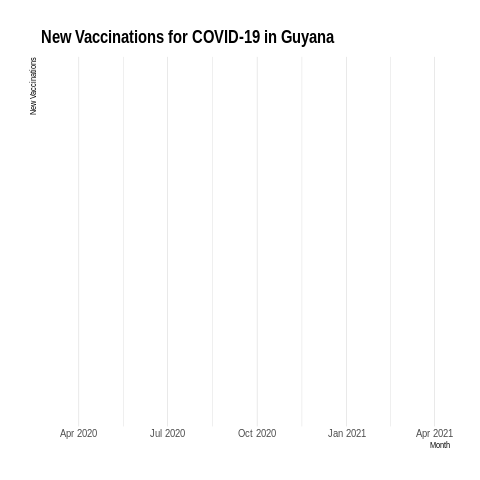 New Vaccinations for COVID-19 in Guyana
New Vaccinations
Apr 2020 Jul 2020 Oct 2020 Jan 2021 Apr 2021
Month